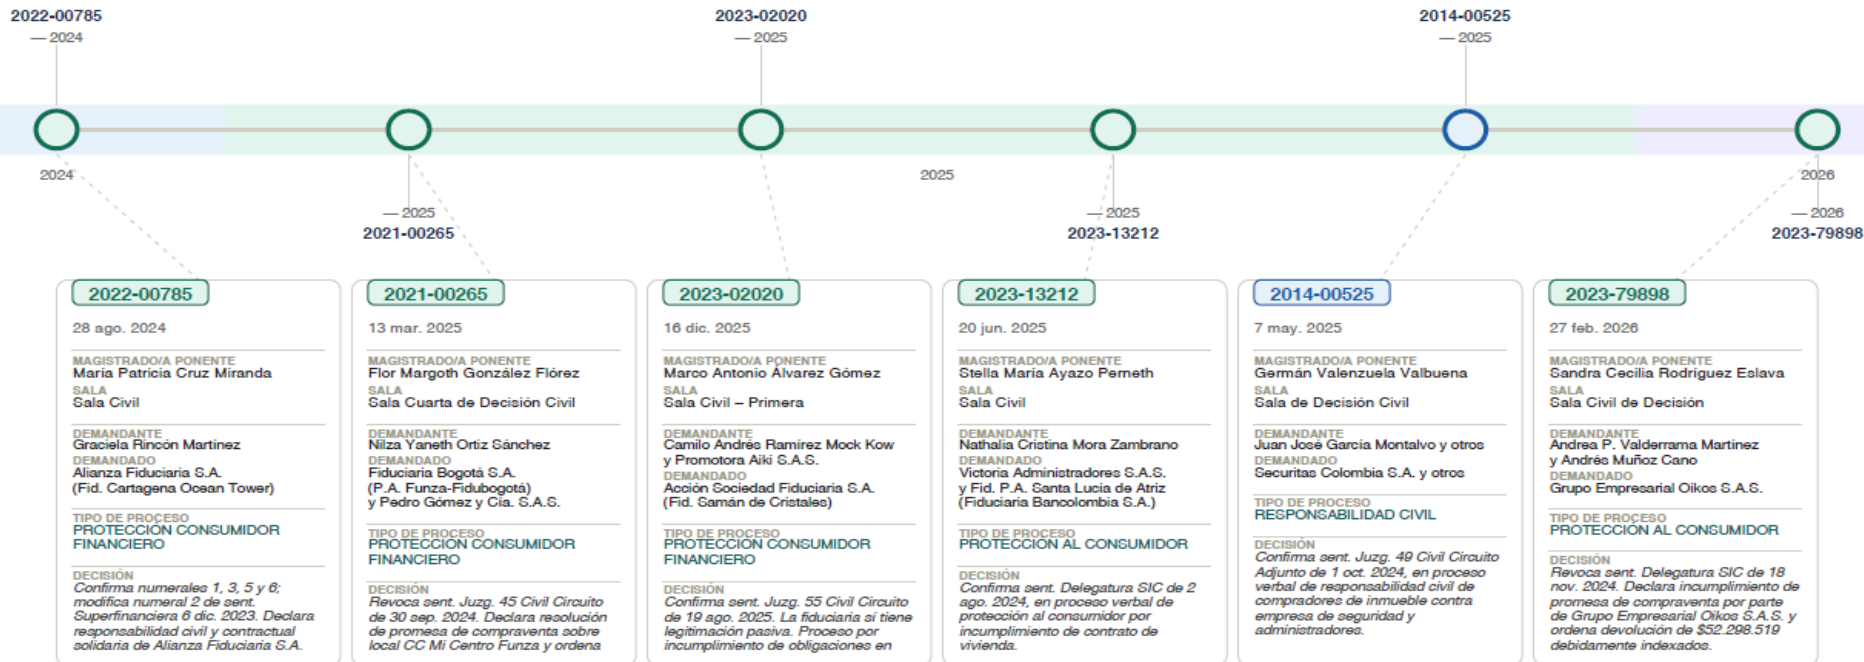 2022-00785
— 2024
2023-02020
— 2025
2014-00525
— 2025
2024
2025
2026
— 2025
2021-00265
— 2025
2023-13212
— 2026
2023-79898
2022-00785
28 ago. 2024
MAGISTRADO/A PONENTE
María Patricia Cruz Miranda
SALA
Sala Civil
DEMANDANTE
Graciela Rincón Martínez
DEMANDADO
Alianza Fiduciaria S.A.
(Fid. Cartagena Ocean Tower)
TIPO DE PROCESO
PROTECCIÓN CONSUMIDOR
FINANCIERO
DECISIÓN
Confirma numerales 1, 3, 5 y 6;
modifica numeral 2 de sent.
Superfinanciera 6 dic. 2023. Declara
responsabilidad civil y contractual
solidaria de Alianza Fiduciaria S.A.
2021-00265
13 mar. 2025
MAGISTRADO/A PONENTE
Flor Margoth González Flórez
SALA
Sala Cuarta de Decisión Civil
DEMANDANTE
Nilza Yaneth Ortiz Sánchez
DEMANDADO
Fiduciaria Bogotá S.A.
(P.A. Funza-Fidubogotá)
y Pedro Gómez y Cía. S.A.S.
TIPO DE PROCESO
PROTECCIÓN CONSUMIDOR
FINANCIERO
DECISIÓN
Revoca sent. Juzg. 45 Civil Circuito
de 30 sep. 2024. Declara resolución
de promesa de compraventa sobre
local CC Mi Centro Funza y ordena
2023-02020
16 dic. 2025
MAGISTRADO/A PONENTE
Marco Antonio Álvarez Gómez
SALA
Sala Civil – Primera
DEMANDANTE
Camilo Andrés Ramírez Mock Kow
y Promotora Aiki S.A.S.
DEMANDADO
Acción Sociedad Fiduciaria S.A.
(Fid. Samán de Cristales)
TIPO DE PROCESO
PROTECCIÓN CONSUMIDOR
FINANCIERO
DECISIÓN
Confirma sent. Juzg. 55 Civil Circuito
de 19 ago. 2025. La fiduciaria sí tiene
legitimación pasiva. Proceso por
incumplimiento de obligaciones en
2023-13212
20 jun. 2025
MAGISTRADO/A PONENTE
Stella María Ayazo Perneth
SALA
Sala Civil
DEMANDANTE
Nathalia Cristina Mora Zambrano
DEMANDADO
Victoria Administradores S.A.S.
y Fid. P.A. Santa Lucía de Atriz
(Fiduciaria Bancolombia S.A.)
TIPO DE PROCESO
PROTECCIÓN AL CONSUMIDOR
DECISIÓN
Confirma sent. Delegatura SIC de 2
ago. 2024, en proceso verbal de
protección al consumidor por
incumplimiento de contrato de
vivienda.
2014-00525
7 may. 2025
MAGISTRADO/A PONENTE
Germán Valenzuela Valbuena
SALA
Sala de Decisión Civil
DEMANDANTE
Juan José García Montalvo y otros
DEMANDADO
Securitas Colombia S.A. y otros
TIPO DE PROCESO
RESPONSABILIDAD CIVIL
DECISIÓN
Confirma sent. Juzg. 49 Civil Circuito
Adjunto de 1 oct. 2024, en proceso
verbal de responsabilidad civil de
compradores de inmueble contra
empresa de seguridad y
administradores.
2023-79898
27 feb. 2026
MAGISTRADO/A PONENTE
Sandra Cecilia Rodríguez Eslava
SALA
Sala Civil de Decisión
DEMANDANTE
Andrea P. Valderrama Martínez
y Andrés Muñoz Cano
DEMANDADO
Grupo Empresarial Oikos S.A.S.
TIPO DE PROCESO
PROTECCIÓN AL CONSUMIDOR
DECISIÓN
Revoca sent. Delegatura SIC de 18
nov. 2024. Declara incumplimiento de
promesa de compraventa por parte
de Grupo Empresarial Oikos S.A.S. y
ordena devolución de $52.298.519
debidamente indexados.